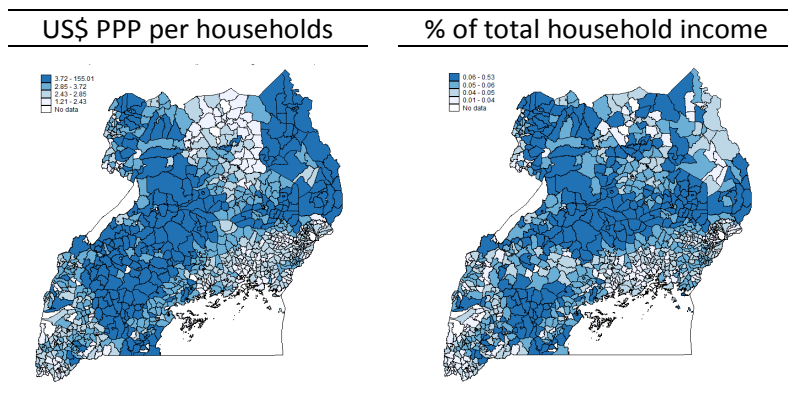 US$ PPP per households
% of total household income
3.72 - 155.01
2.85 - 3.72
2.43 - 2.85
1.21 - 2.43
No data
0.06 - 0.53
0.05 - 0.06
0.04 - 0.05
0.01 - 0.04
No data